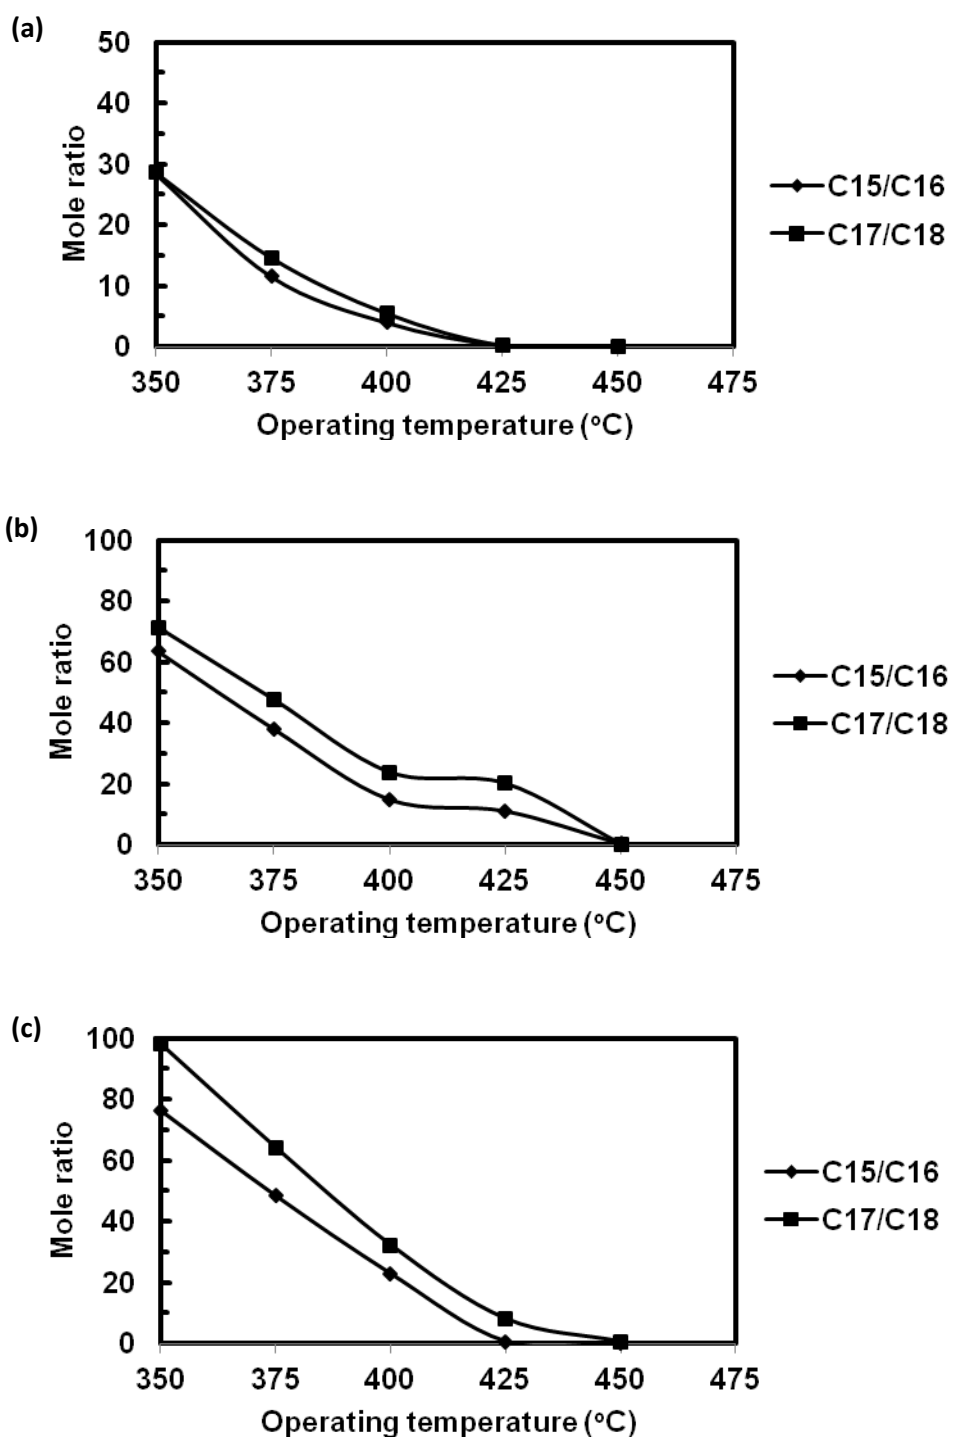 (a)
50
40
30
20
10
0
Mole ratio
350 375 400 425 450 475
Operating temperature (°C)
C15/C16
C17/C18
(b)
100
80
60
40
20
0
Mole ratio
350 375 400 425 450 475
Operating temperature (°C)
C15/C16
C17/C18
(c)
100
80
60
40
20
0
Mole ratio
350 375 400 425 450 475
Operating temperature (°C)
C15/C16
C17/C18